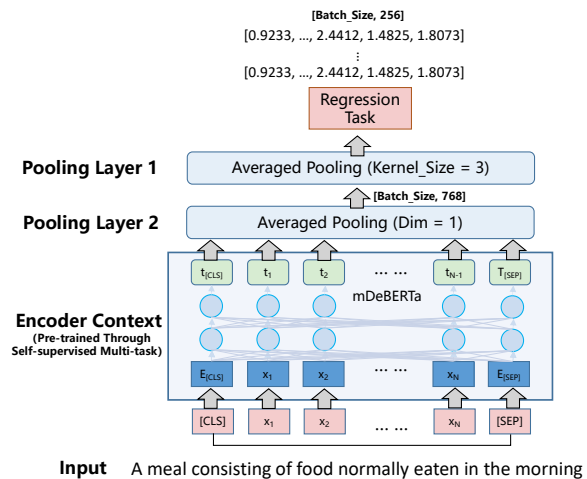 [Batch_Size, 256]
[0.9233, ..., 2.4412, 1.4825, 1.8073]
⋮
[0.9233, ..., 2.4412, 1.4825, 1.8073]
Regression
Task
Pooling Layer 1
Averaged Pooling (Kernel_Size = 3)
[Batch_Size, 768]
Pooling Layer 2
Averaged Pooling (Dim = 1)
t[CLS] t1 t2 ... ... tN-1 T[SEP]
mDeBERTa
Encoder Context
(Pre-trained Through
Self-supervised Multi-task)
E[CLS] x1 x2 ... ... xN E[SEP]
[CLS] x1 x2 ... ... xN [SEP]
Input A meal consisting of food normally eaten in the morning